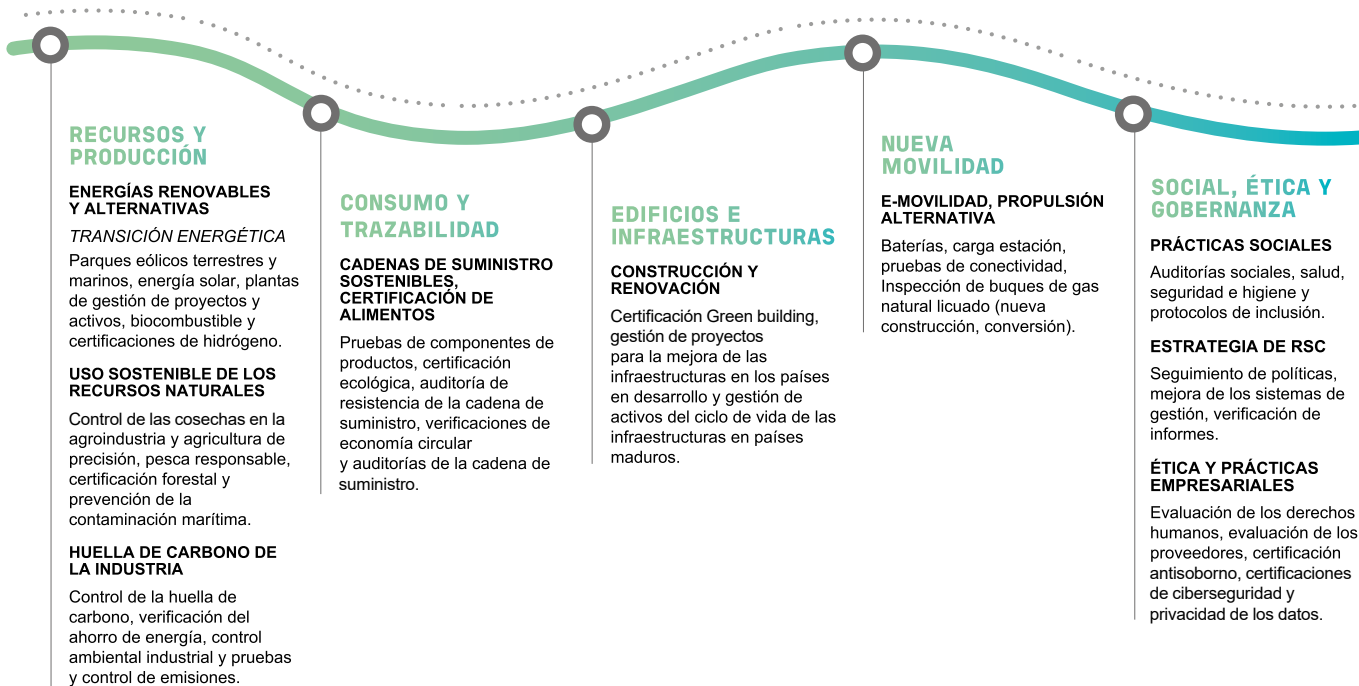 RECURSOS Y
PRODUCCIÓN
ENERGÍAS RENOVABLES
Y ALTERNATIVAS
TRANSICIÓN ENERGÉTICA
Parques eólicos terrestres y
marinos, energía solar, plantas
de gestión de proyectos y
activos, biocombustible y
certificaciones de hidrógeno.
USO SOSTENIBLE DE LOS
RECURSOS NATURALES
Control de las cosechas en la
agroindustria y agricultura de
precisión, pesca responsable,
certificación forestal y
prevención de la
contaminación marítima.
HUELLA DE CARBONO DE
LA INDUSTRIA
Control de la huella de
carbono, verificación del
ahorro de energía, control
ambiental industrial y pruebas
y control de emisiones.
CONSUMO Y
TRAZABILIDAD
CADENAS DE SUMINISTRO
SOSTENIBLES,
CERTIFICACIÓN DE
ALIMENTOS
Pruebas de componentes de
productos, certificación
ecológica, auditoría de
resistencia de la cadena de
suministro, verificaciones de
economía circular
y auditorías de la cadena de
suministro.
EDIFICIOS E
INFRAESTRUCTURAS
CONSTRUCCIÓN Y
RENOVACIÓN
Certificación Green building,
gestión de proyectos
para la mejora de las
infraestructuras en los países
en desarrollo y gestión de
activos del ciclo de vida de las
infraestructuras en países
maduros.
NUEVA
MOVILIDAD
E-MOVILIDAD, PROPULSIÓN
ALTERNATIVA
Baterías, carga estación,
pruebas de conectividad,
Inspección de buques de gas
natural licuado (nueva
construcción, conversión).
SOCIAL, ÉTICA Y
GOBERNANZA
PRÁCTICAS SOCIALES
Auditorías sociales, salud,
seguridad e higiene y
protocolos de inclusión.
ESTRATEGIA DE RSC
Seguimiento de políticas,
mejora de los sistemas de
gestión, verificación de
informes.
ÉTICA Y PRÁCTICAS
EMPRESARIALES
Evaluación de los derechos
humanos, evaluación de los
proveedores, certificación
antisoborno, certificaciones
de ciberseguridad y
privacidad de los datos.